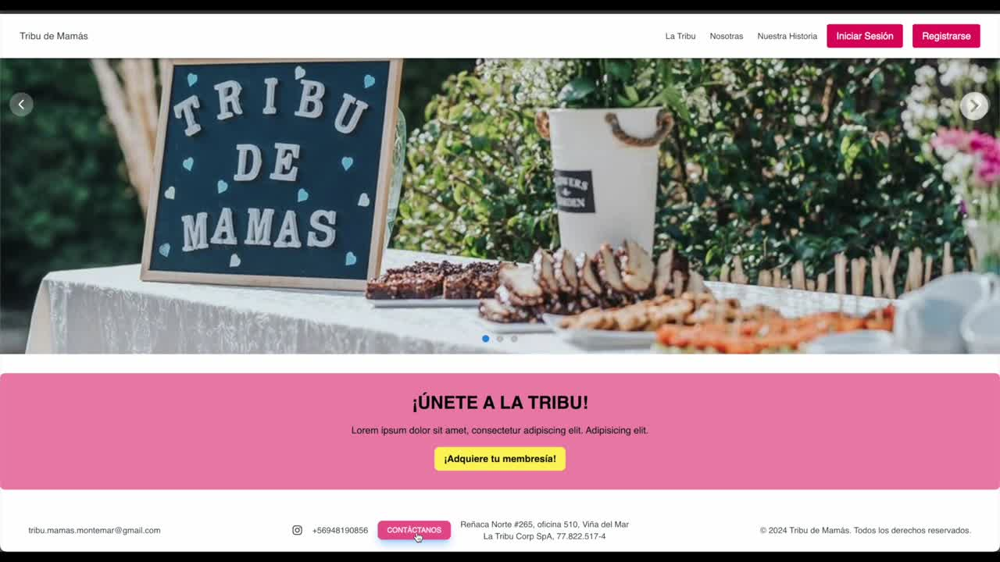 Tribu de Mamás
La Tribu
Nosotras
Nuestra Historia
Iniciar Sesión
Registrarse
TRIBU
DE
MAMAS
¡ÚNETE A LA TRIBU!
Lorem ipsum dolor sit amet, consectetur adipiscing elit. Adipisicing elit.
¡Adquiere tu membresía!
tribu.mamas.montemar@gmail.com
+56948190856
CONTÁCTANOS
Reñaca Norte #265, oficina 510, Viña del Mar
La Tribu Corp SpA, 77.822.517-4
© 2024 Tribu de Mamás. Todos los derechos reservados.